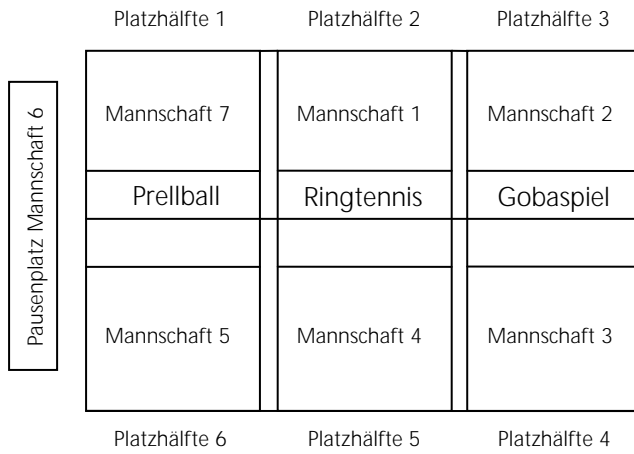 Platzhälfte 1 Platzhälfte 2 Platzhälfte 3
Pausenplatz Mannschaft 6
Mannschaft 7 Mannschaft 1 Mannschaft 2
Prellball Ringtennis Gobaspiel
Mannschaft 5 Mannschaft 4 Mannschaft 3
Platzhälfte 6 Platzhälfte 5 Platzhälfte 4